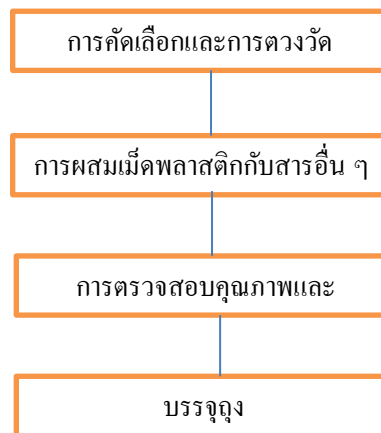 การคัดเลือกและการตวงวัด
การผสมเม็ดพลาสติกกับสารอื่น ๆ
การตรวจสอบคุณภาพและ
บรรจุถุง